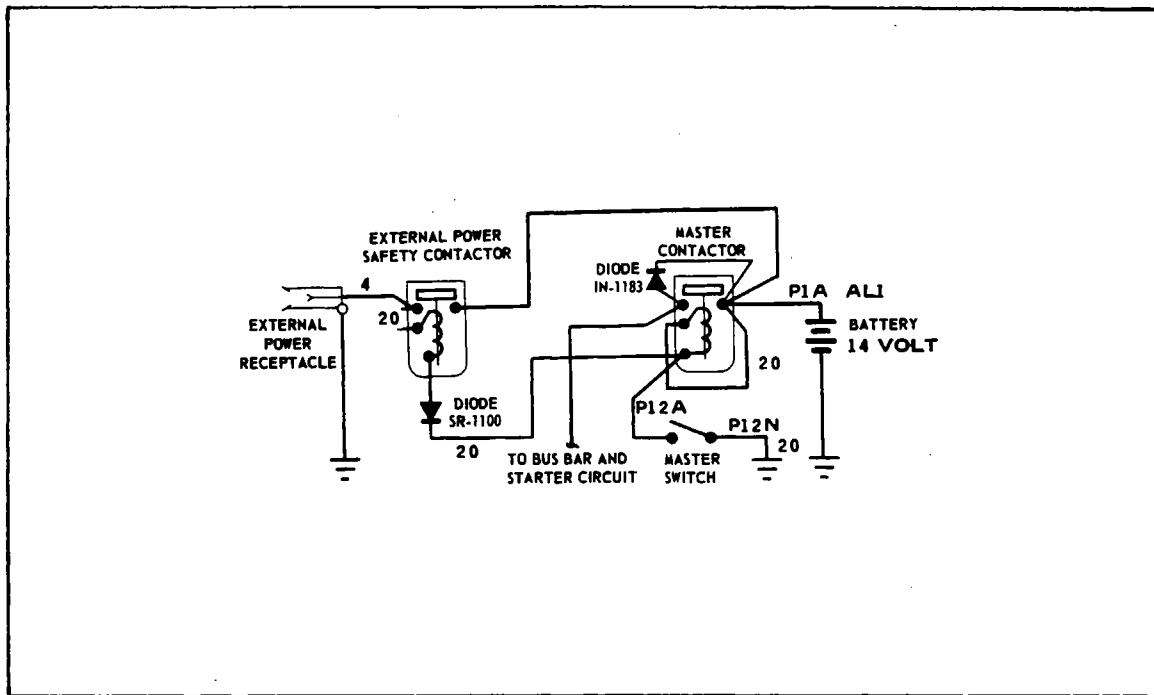 EXTERNAL POWER
SAFETY CONTACTOR
MASTER
CONTACTOR
DIODE
IN-1183
4
20
P1A AL1
EXTERNAL
POWER
RECEPTACLE
BATTERY
14 VOLT
20
DIODE
SR-1100
20
P12A
P12N
20
TO BUS BAR AND
STARTER CIRCUIT
MASTER
SWITCH